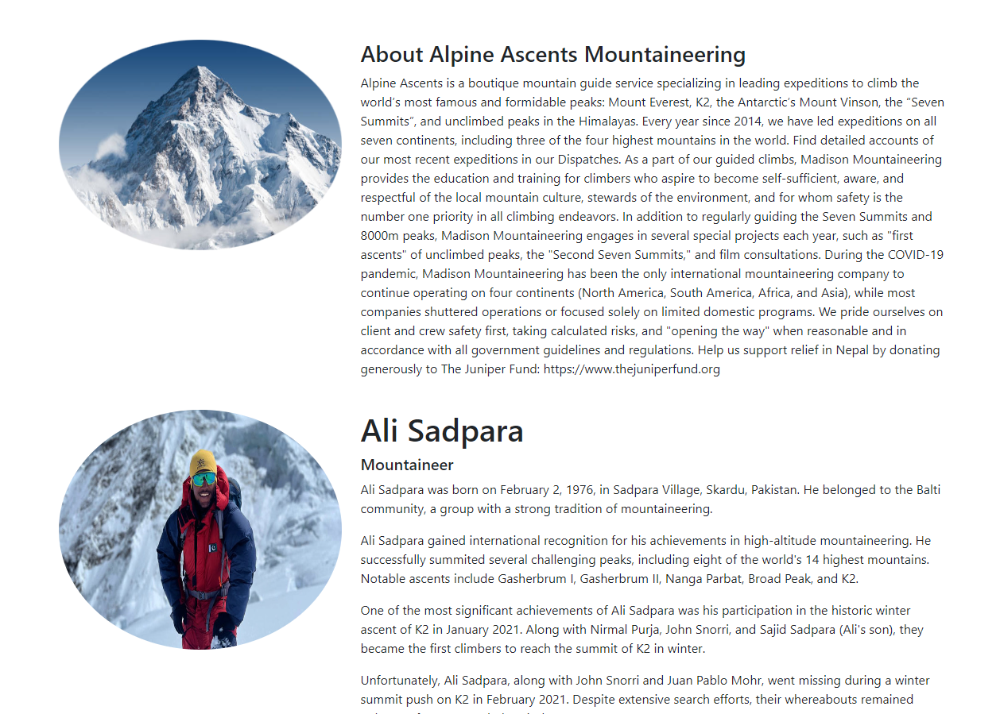 About Alpine Ascents Mountaineering
Alpine Ascents is a boutique mountain guide service specializing in leading expeditions to climb the
world’s most famous and formidable peaks: Mount Everest, K2, the Antarctic’s Mount Vinson, the “Seven
Summits”, and unclimbed peaks in the Himalayas. Every year since 2014, we have led expeditions on all
seven continents, including three of the four highest mountains in the world. Find detailed accounts of
our most recent expeditions in our Dispatches. As a part of our guided climbs, Madison Mountaineering
provides the education and training for climbers who aspire to become self-sufficient, aware, and
respectful of the local mountain culture, stewards of the environment, and for whom safety is the
number one priority in all climbing endeavors. In addition to regularly guiding the Seven Summits and
8000m peaks, Madison Mountaineering engages in several special projects each year, such as "first
ascents" of unclimbed peaks, the "Second Seven Summits," and film consultations. During the COVID-19
pandemic, Madison Mountaineering has been the only international mountaineering company to
continue operating on four continents (North America, South America, Africa, and Asia), while most
companies shuttered operations or focused solely on limited domestic programs. We pride ourselves on
client and crew safety first, taking calculated risks, and "opening the way" when reasonable and in
accordance with all government guidelines and regulations. Help us support relief in Nepal by donating
generously to The Juniper Fund: https://www.thejuniperfund.org
Ali Sadpara
Mountaineer
Ali Sadpara was born on February 2, 1976, in Sadpara Village, Skardu, Pakistan. He belonged to the Balti
community, a group with a strong tradition of mountaineering.
Ali Sadpara gained international recognition for his achievements in high-altitude mountaineering. He
successfully summited several challenging peaks, including eight of the world's 14 highest mountains.
Notable ascents include Gasherbrum I, Gasherbrum II, Nanga Parbat, Broad Peak, and K2.
One of the most significant achievements of Ali Sadpara was his participation in the historic winter
ascent of K2 in January 2021. Along with Nirmal Purja, John Snorri, and Sajid Sadpara (Ali's son), they
became the first climbers to reach the summit of K2 in winter.
Unfortunately, Ali Sadpara, along with John Snorri and Juan Pablo Mohr, went missing during a winter
summit push on K2 in February 2021. Despite extensive search efforts, their whereabouts remained